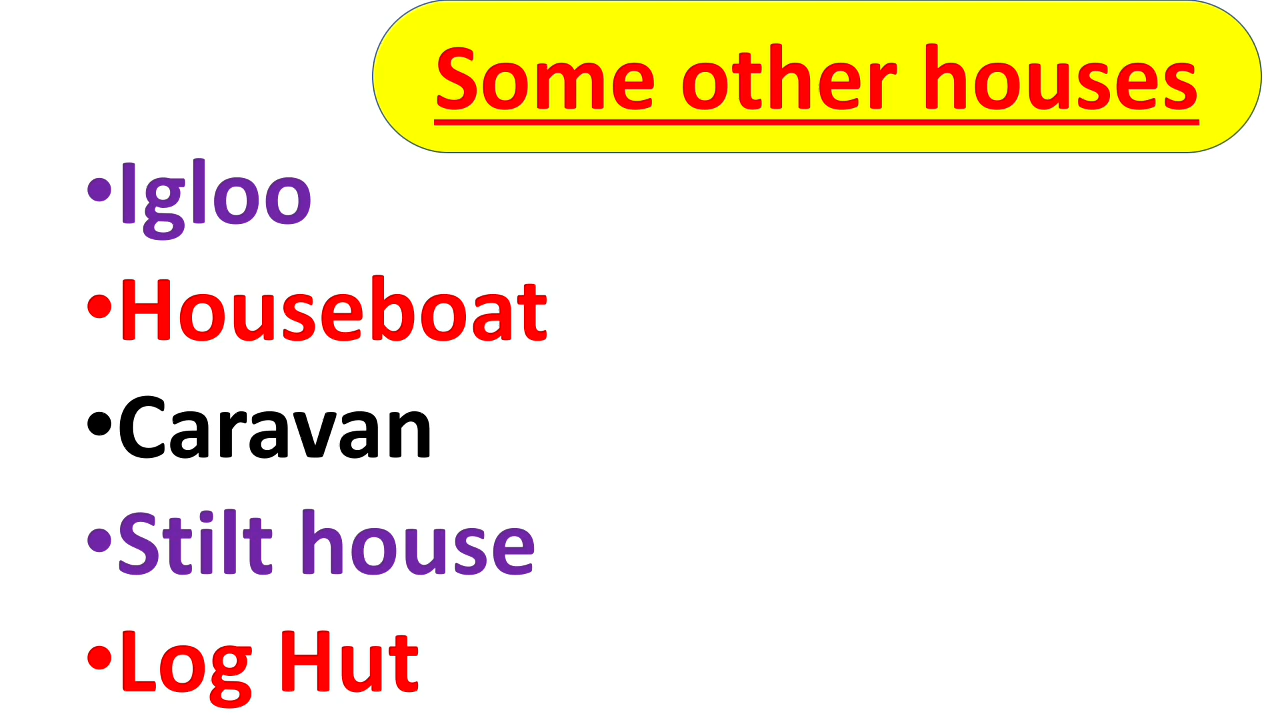 Some other houses
•Igloo
•Houseboat
•Caravan
•Stilt house
•Log Hut